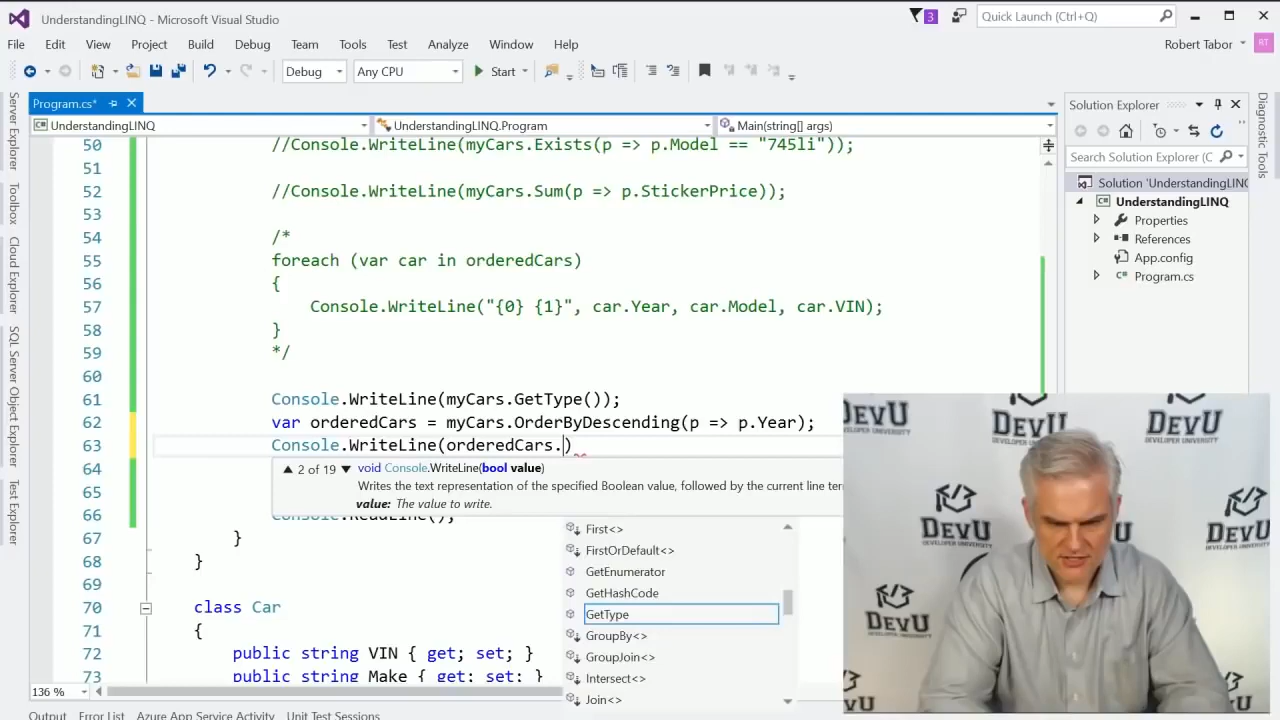 UnderstandingLINQ - Microsoft Visual Studio
3
Quick Launch (Ctrl+Q)
File Edit View Project Build Debug Team Tools Test Analyze Window Help
Robert Tabor
RT
Debug Any CPU Start
Program.cs*
UnderstandingLINQ
UnderstandingLINQ.Program
Main(string[] args)
Server Explorer
Toolbox
Cloud Explorer
SQL Server Object Explorer
Test Explorer
50 //Console.WriteLine(myCars.Exists(p => p.Model == "745li"));
51
52 //Console.WriteLine(myCars.Sum(p => p.StickerPrice));
53
54 /*
55 foreach (var car in orderedCars)
56 {
57 Console.WriteLine("{0} {1}", car.Year, car.Model, car.VIN);
58 }
59 */
60
61 Console.WriteLine(myCars.GetType());
62 var orderedCars = myCars.OrderByDescending(p => p.Year);
63 Console.WriteLine(orderedCars.)
64
2 of 19 void Console.WriteLine(bool value)
Writes the text representation of the specified Boolean value, followed by the current line ter
value: The value to write.
65
66 Console.ReadLine();
67 }
68 }
69
70 class Car
71 {
72 public string VIN { get; set; }
73 public string Make { get; set; }
First<>
FirstOrDefault<>
GetEnumerator
GetHashCode
GetType
GroupBy<>
GroupJoin<>
Intersect<>
Join<>
136 %
Output Error List Azure App Service Activity Unit Test Sessions
Solution Explorer
Search Solution Explorer (C
Solution 'UnderstandingLINQ
UnderstandingLINQ
Properties
References
App.config
Program.cs
Diagnostic Tools
DevU
DevU
DevU
DEVU
DEVELOPER UNIVERSITY
DEVU
DEVU
DEVELOPER UNIVERSITY